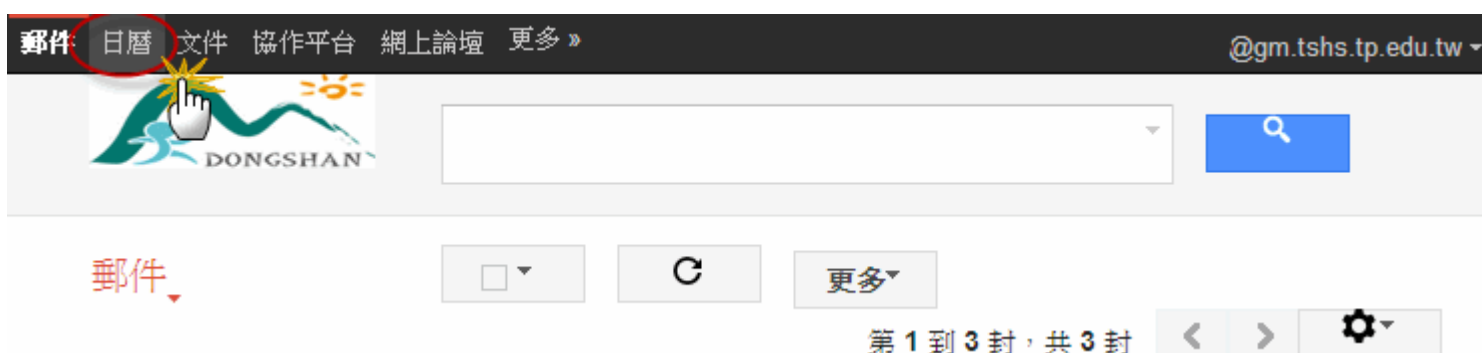 郵件 日曆 文件 協作平台 網上論壇 更多 » @gm.tshs.tp.edu.tw
DONGSHAN
郵件 更多
第 1 到 3 封，共 3 封